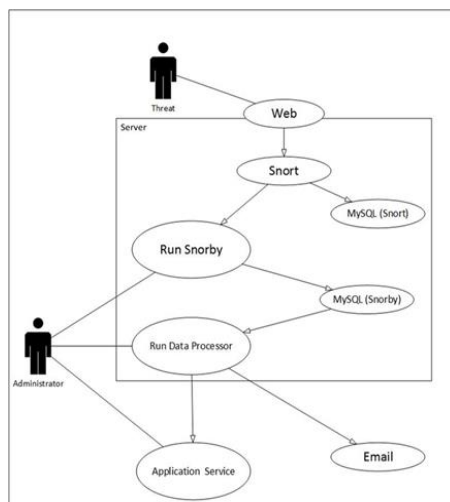 Threat
Web
Server
Snort
MySQL (Snort)
Run Snorby
MySQL (Snorby)
Administrator
Run Data Processor
Application Service
Email